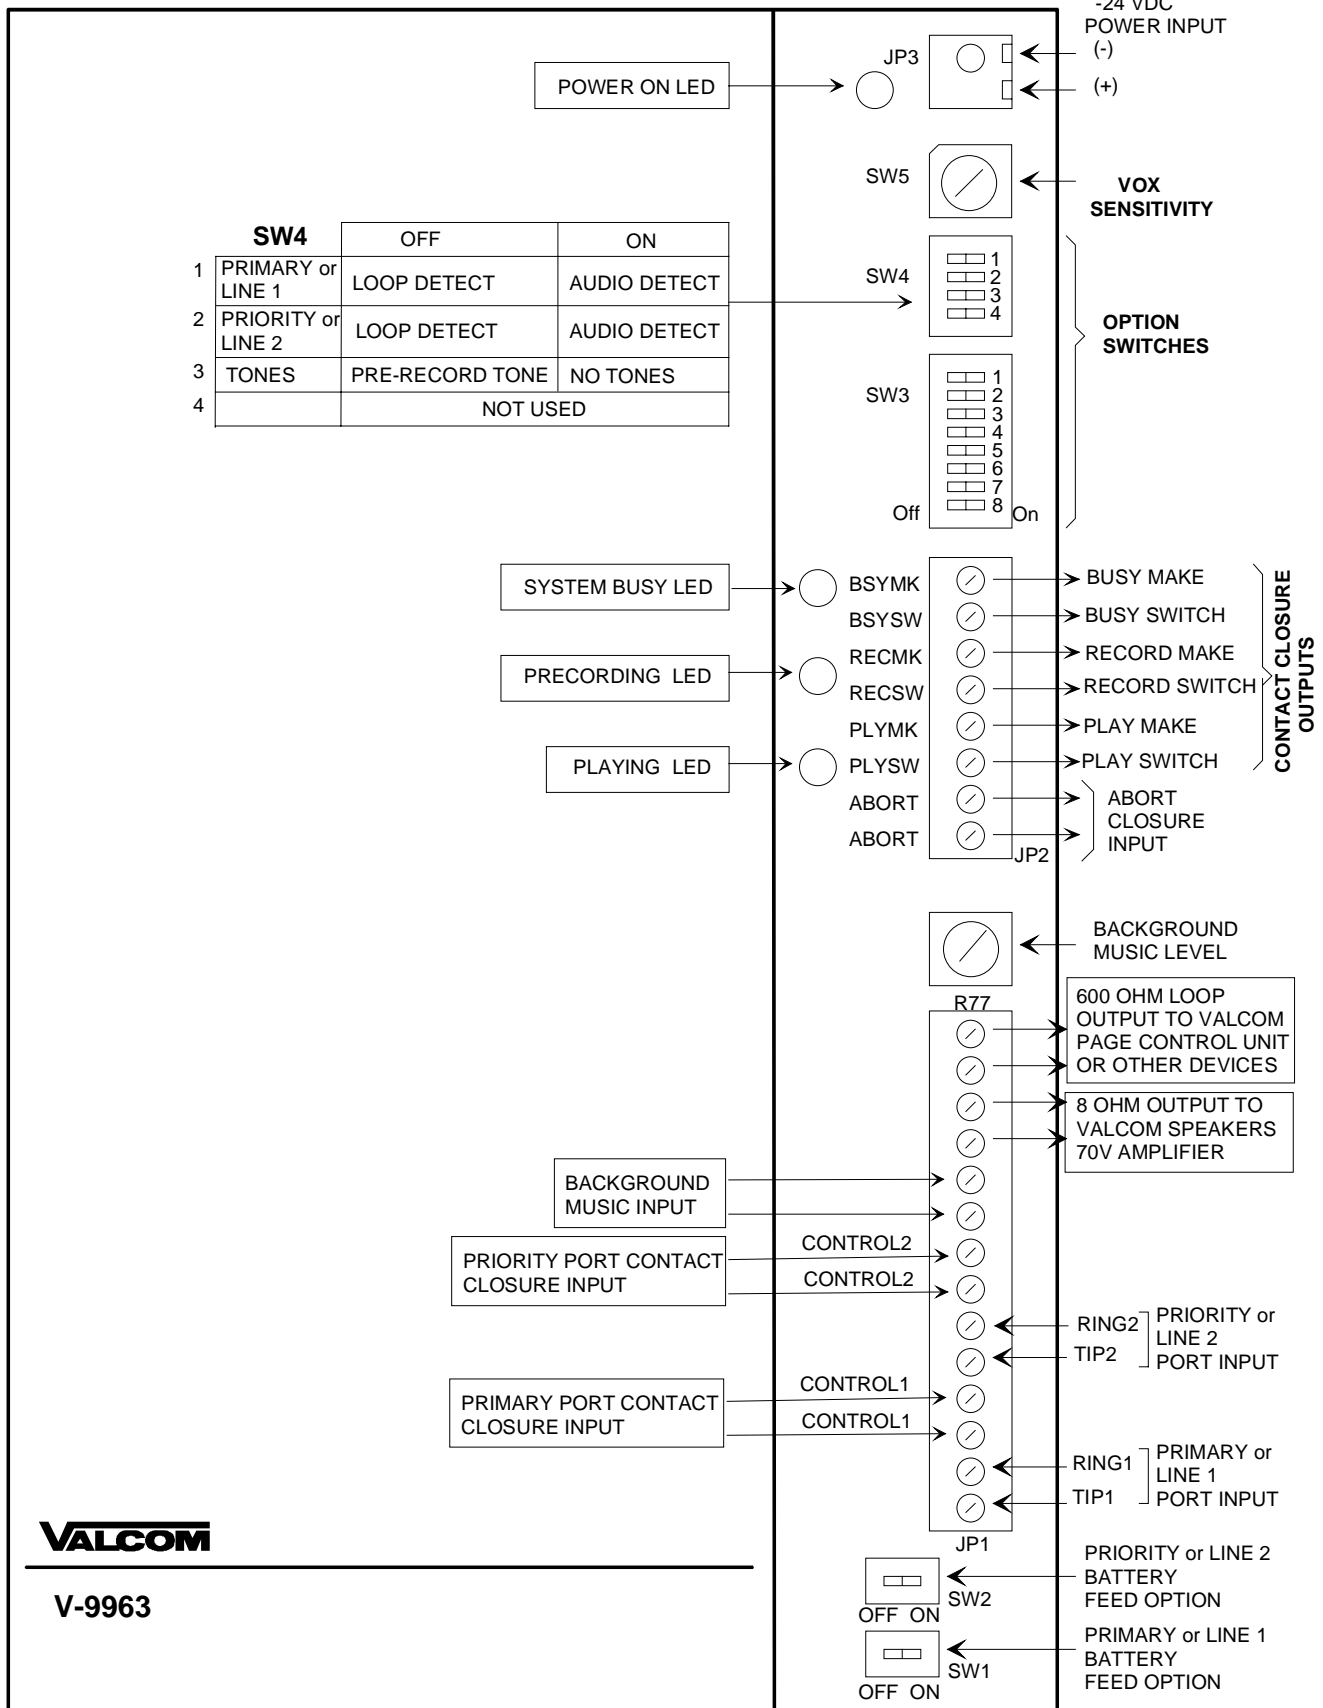 -24 VDC
POWER INPUT
JP3
(-)
(+)
POWER ON LED
SW5
VOX
SENSITIVITY
SW4 OFF ON
1 PRIMARY or LINE 1 LOOP DETECT AUDIO DETECT
2 PRIORITY or LINE 2 LOOP DETECT AUDIO DETECT
3 TONES PRE-RECORD TONE NO TONES
4 NOT USED
SW4
1
2
3
4
OPTION
SWITCHES
SW3
1
2
3
4
5
6
7
8
Off
On
SYSTEM BUSY LED
PRECORDING LED
PLAYING LED
BSYMK
BSYSW
RECMK
RECSW
PLYMK
PLYSW
ABORT
ABORT
JP2
BUSY MAKE
BUSY SWITCH
RECORD MAKE
RECORD SWITCH
PLAY MAKE
PLAY SWITCH
CONTACT CLOSURE
OUTPUTS
ABORT
CLOSURE
INPUT
BACKGROUND
MUSIC LEVEL
R77
600 OHM LOOP
OUTPUT TO VALCOM
PAGE CONTROL UNIT
OR OTHER DEVICES
8 OHM OUTPUT TO
VALCOM SPEAKERS
70V AMPLIFIER
BACKGROUND
MUSIC INPUT
PRIORITY PORT CONTACT
CLOSURE INPUT
CONTROL2
CONTROL2
RING2
TIP2
PRIORITY or
LINE 2
PORT INPUT
PRIMARY PORT CONTACT
CLOSURE INPUT
CONTROL1
CONTROL1
RING1
TIP1
PRIMARY or
LINE 1
PORT INPUT
JP1
VALCOM
V-9963
OFF ON
SW2
PRIORITY or LINE 2
BATTERY
FEED OPTION
OFF ON
SW1
PRIMARY or LINE 1
BATTERY
FEED OPTION